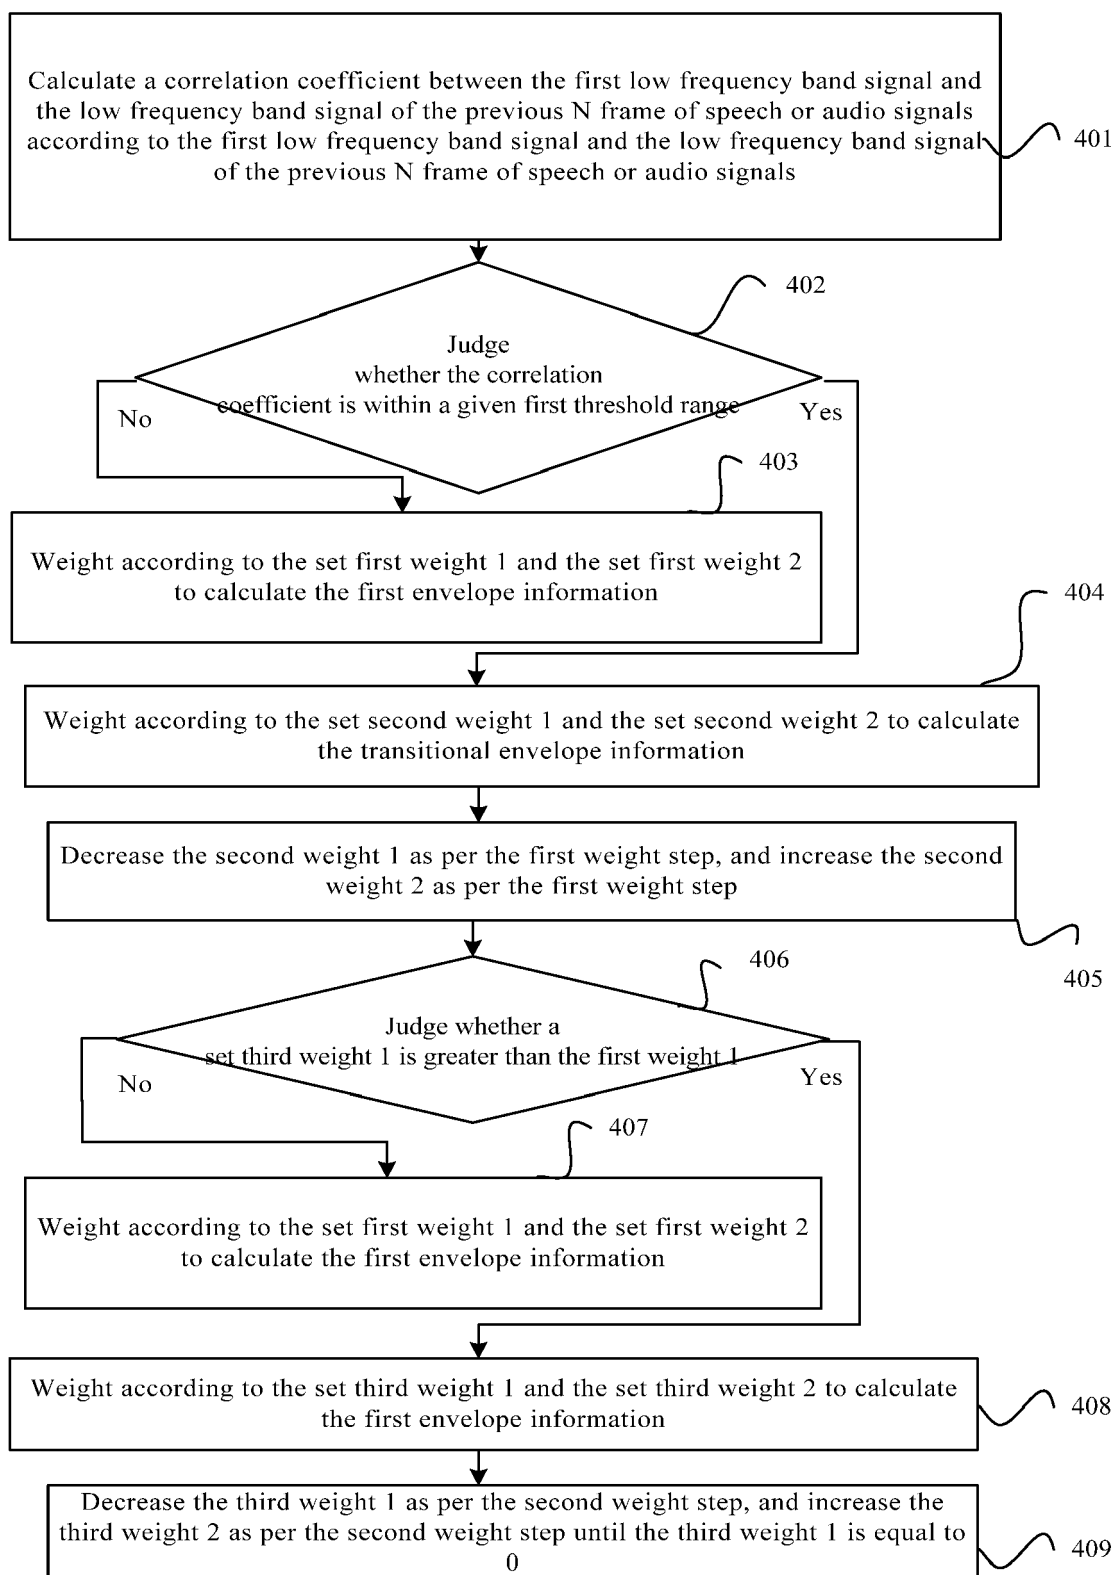 Calculate a correlation coefficient between the first low frequency band signal and
the low frequency band signal of the previous N frame of speech or audio signals
according to the first low frequency band signal and the low frequency band signal
of the previous N frame of speech or audio signals
401
402
Judge
whether the correlation
coefficient is within a given first threshold range
No
Yes
403
Weight according to the set first weight 1 and the set first weight 2
to calculate the first envelope information
404
Weight according to the set second weight 1 and the set second weight 2 to calculate
the transitional envelope information
Decrease the second weight 1 as per the first weight step, and increase the second
weight 2 as per the first weight step
405
406
Judge whether a
set third weight 1 is greater than the first weight 1
No
Yes
407
Weight according to the set first weight 1 and the set first weight 2
to calculate the first envelope information
Weight according to the set third weight 1 and the set third weight 2 to calculate
the first envelope information
408
Decrease the third weight 1 as per the second weight step, and increase the
third weight 2 as per the second weight step until the third weight 1 is equal to
0
409